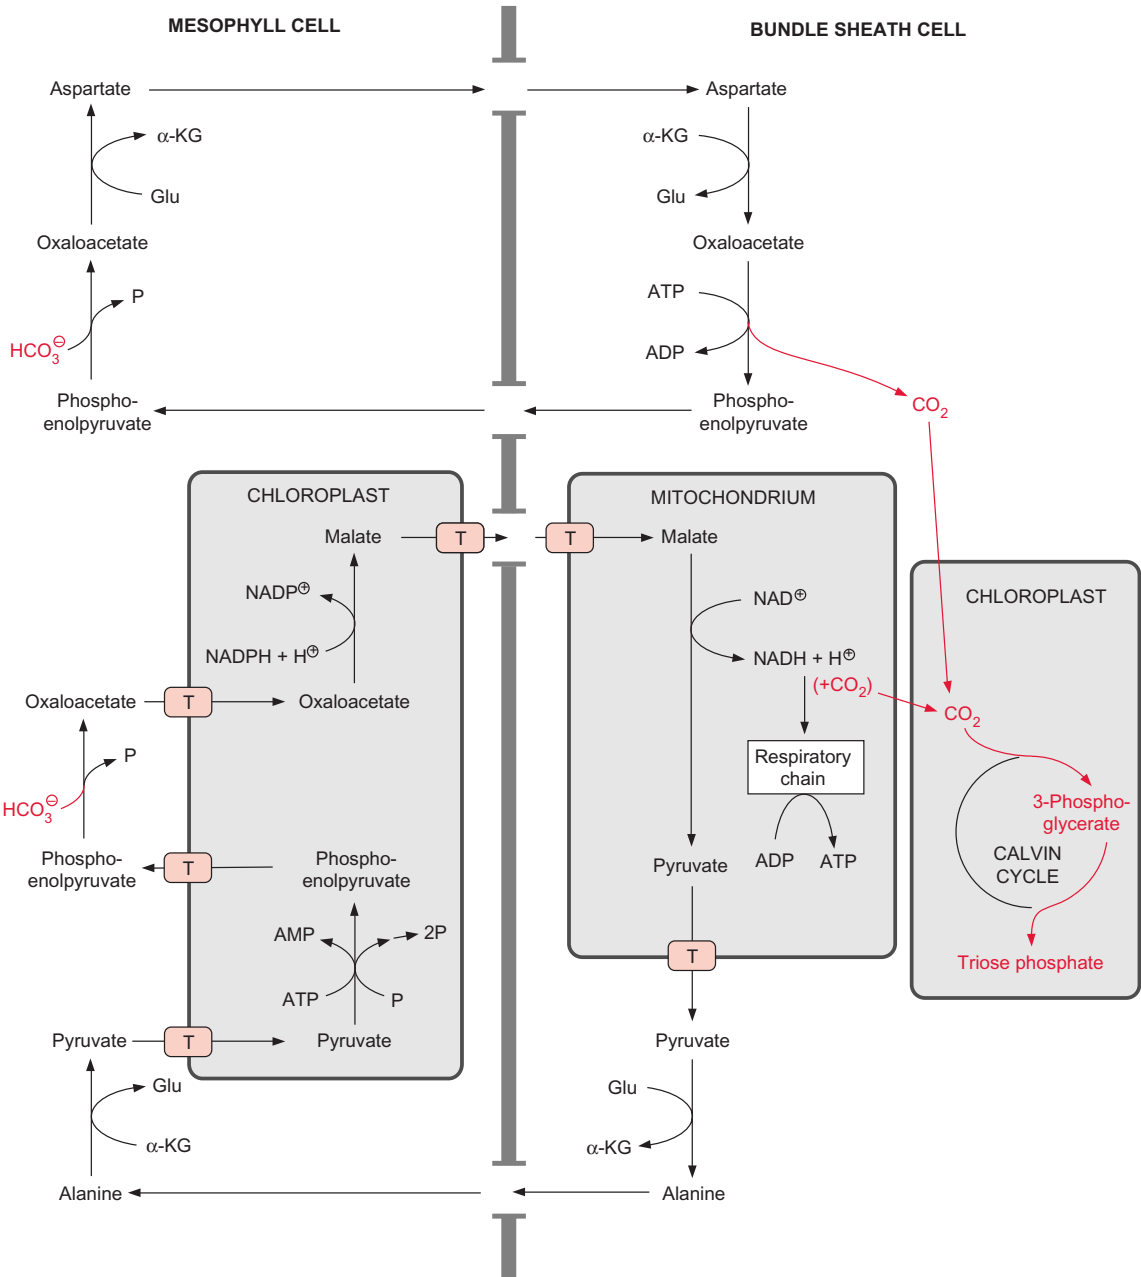 MESOPHYLL CELL
BUNDLE SHEATH CELL
Aspartate
α-KG
Glu
Oxaloacetate
P
HCO3⊖
Phospho-
enolpyruvate
Aspartate
α-KG
Glu
Oxaloacetate
ATP
ADP
Phospho-
enolpyruvate
CO2
CHLOROPLAST
Malate
T
NADP⊕
NADPH + H⊕
Oxaloacetate
T
Oxaloacetate
P
HCO3⊖
Phospho-
enolpyruvate
T
Phospho-
enolpyruvate
AMP
2P
ATP
P
Pyruvate
T
Pyruvate
Glu
α-KG
Alanine
MITOCHONDRIUM
T
Malate
NAD⊕
NADH + H⊕
(+CO2)
Respiratory
chain
ADP
ATP
Pyruvate
T
Pyruvate
Glu
α-KG
Alanine
CHLOROPLAST
CO2
3-Phospho-
glycerate
CALVIN
CYCLE
Triose phosphate